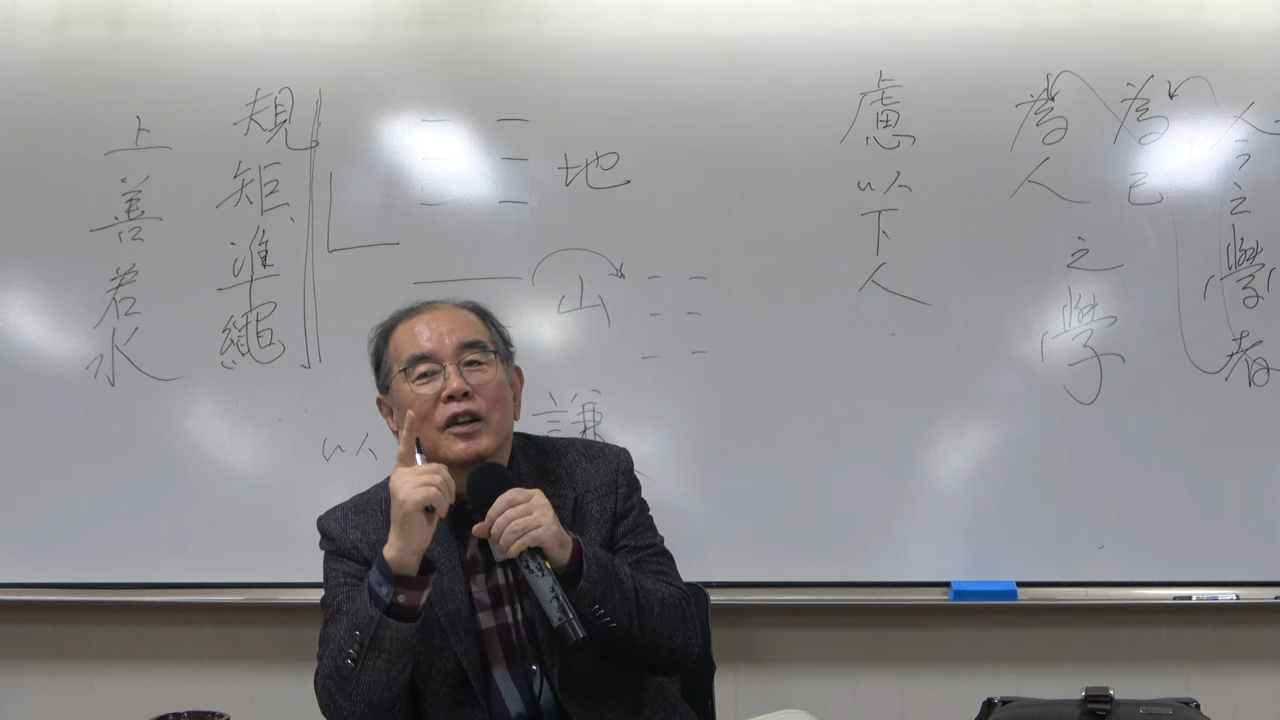 今之學者
為己
為人
之學
慮以下人
地
山
謙
以
規矩準繩
上善若水